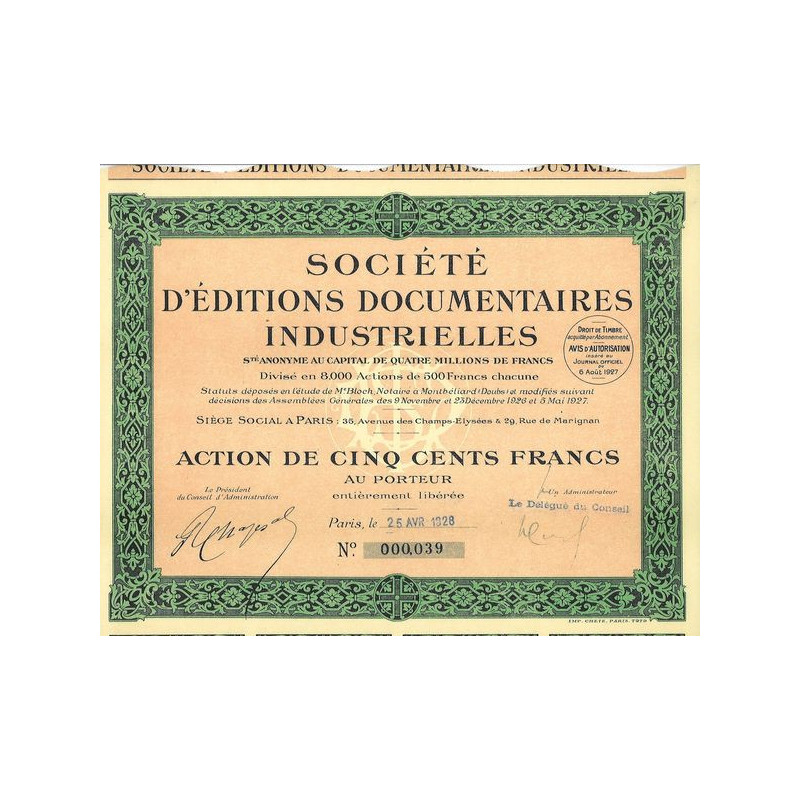 SOCIÉTÉ D'ÉDITIONS DOCUMENTAIRES INDUSTRIELLES
SOCIÉTÉ
D'ÉDITIONS DOCUMENTAIRES
INDUSTRIELLES
STÉ ANONYME AU CAPITAL DE QUATRE MILLIONS DE FRANCS
Divisé en 8.000 Actions de 500 Francs chacune
Statuts déposés en l'étude de Me Bloch, Notaire à Montbéliard (Doubs) et modifiés suivant
décisions des Assemblées Générales des 9 Novembre et 23 Décembre 1926 et 5 Mai 1927.
SIÈGE SOCIAL A PARIS : 35, Avenue des Champs-Elysées & 29, Rue de Marignan
DROIT DE TIMBRE
acquitté par Abonnement
AVIS D'AUTORISATION
inséré au
JOURNAL OFFICIEL
du
6 Août 1927
ACTION DE CINQ CENTS FRANCS
AU PORTEUR
entièrement libérée
Le Président
du Conseil d'Administration
Un Administrateur
Le Délégué du Conseil
Paris, le 25 AVR 1928
No. 000,039
IMP. CRÉTÉ, PARIS.